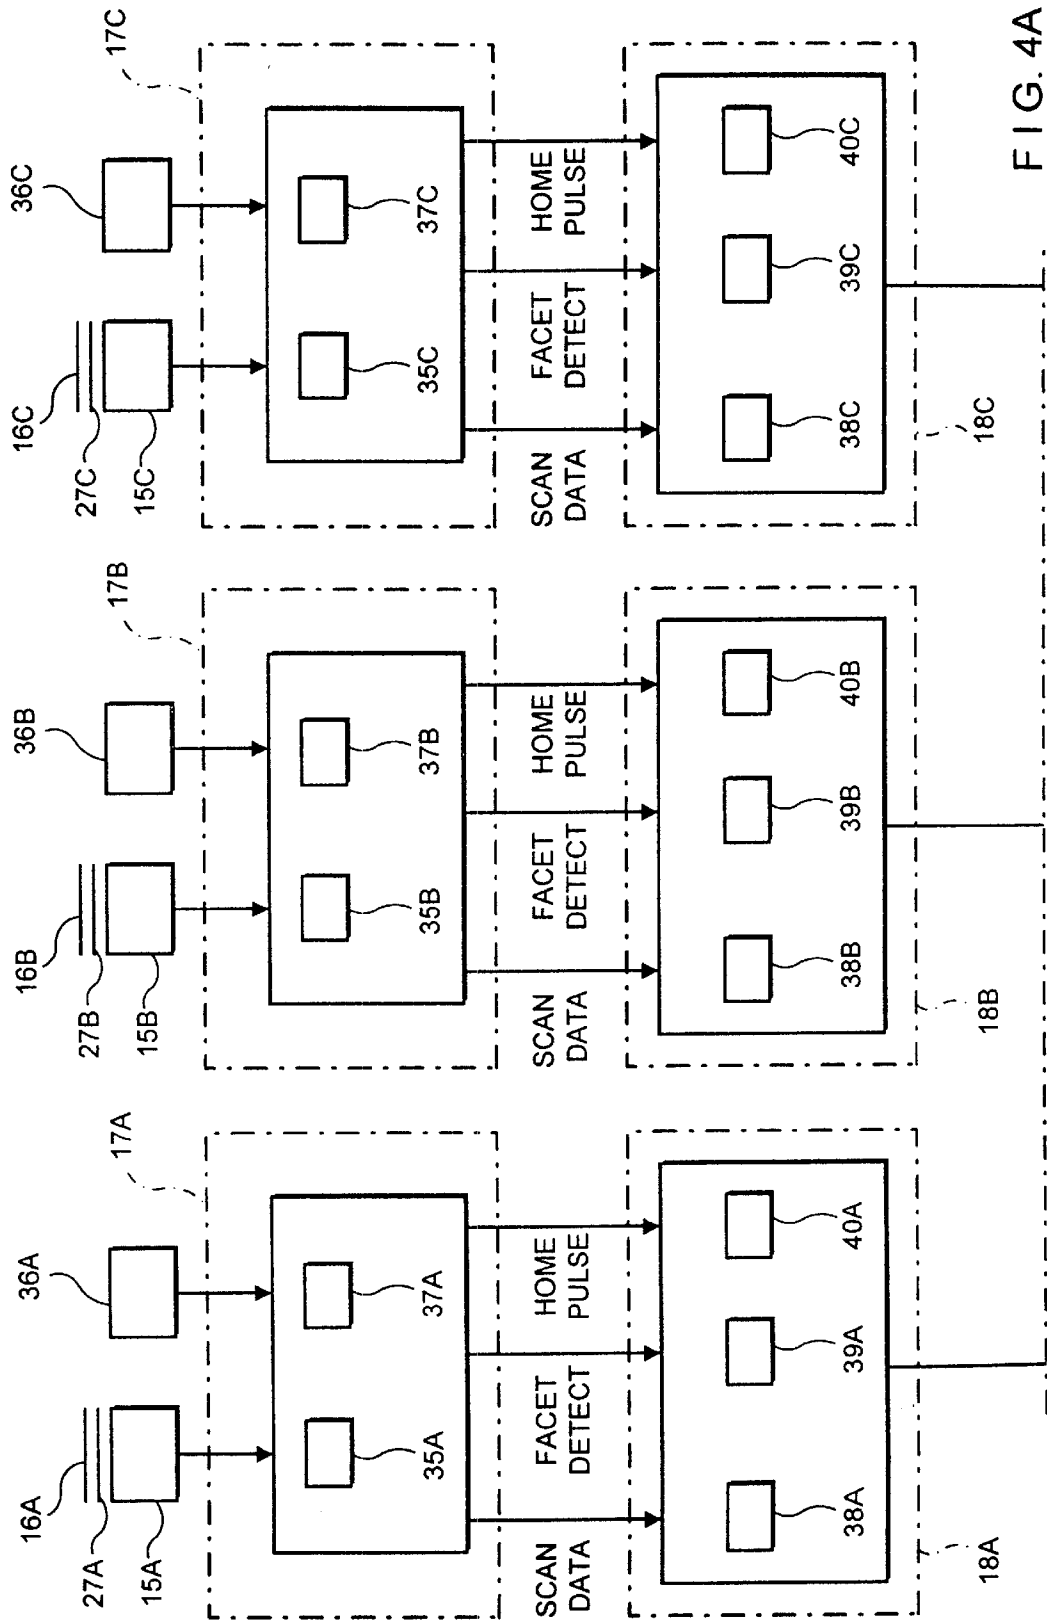 16A
27A
15A
36A
17A
35A
37A
SCAN
DATA
FACET
DETECT
HOME
PULSE
38A
39A
40A
18A
16B
27B
15B
36B
17B
35B
37B
SCAN
DATA
FACET
DETECT
HOME
PULSE
38B
39B
40B
18B
16C
27C
15C
36C
17C
35C
37C
SCAN
DATA
FACET
DETECT
HOME
PULSE
38C
39C
40C
18C
FIG. 4A